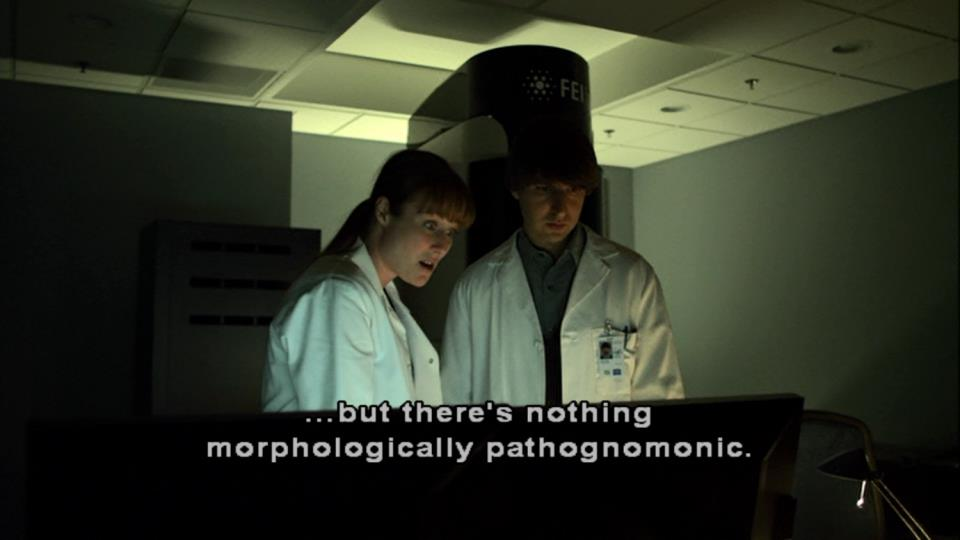 FEI
...but there's nothing
morphologically pathognomonic.